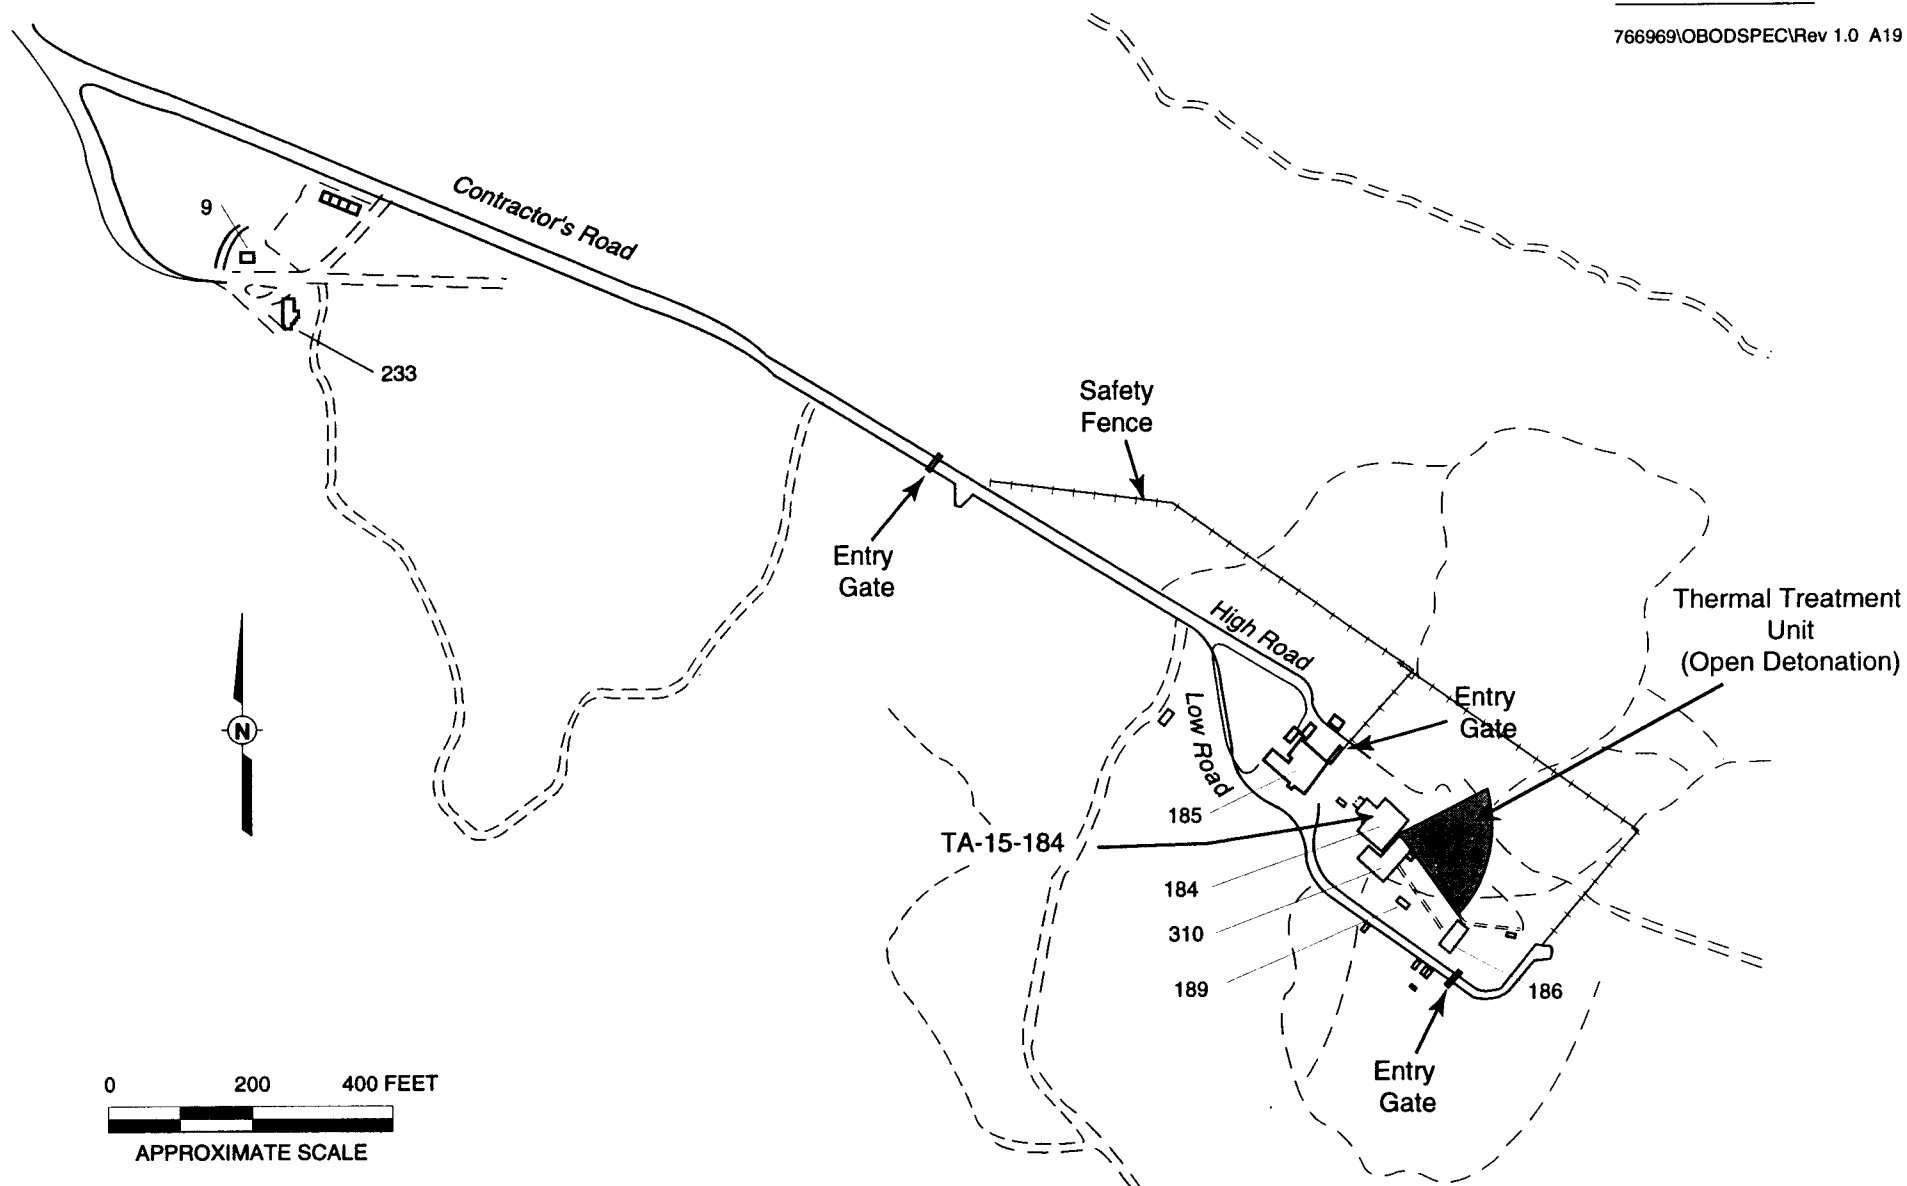 766969\OBODSPEC\Rev 1.0 A19
9
Contractor's Road
233
Safety
Fence
Entry
Gate
High Road
Thermal Treatment
Unit
(Open Detonation)
Low Road
Entry
Gate
185
TA-15-184
184
310
189
186
Entry
Gate
N
0 200 400 FEET
APPROXIMATE SCALE